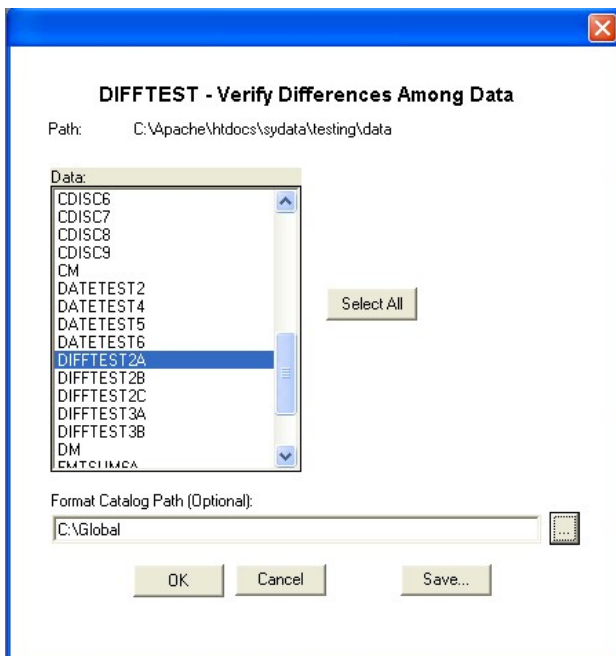 DIFFTEST - Verify Differences Among Data
Path: C:\Apache\htdocs\sydata\testing\data
Data:
CDISC6
CDISC7
CDISC8
CDISC9
CM
DATETEST2
DATETEST4
DATETEST5
DATETEST6
DIFFTEST2A
DIFFTEST2B
DIFFTEST2C
DIFFTEST3A
DIFFTEST3B
DM
Select All
Format Catalog Path (Optional):
C:\Global
...
OK Cancel Save...